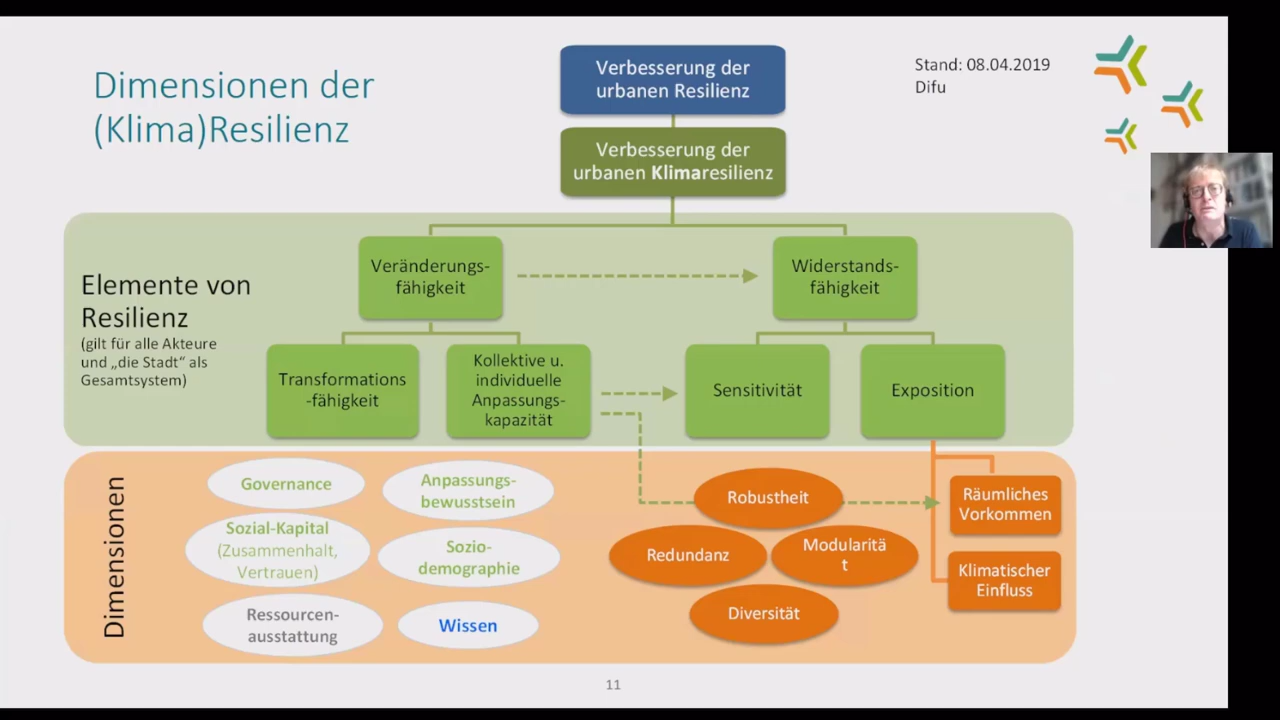 Dimensionen der
(Klima)Resilienz
Verbesserung der
urbanen Resilienz
Stand: 08.04.2019
Difu
Verbesserung der
urbanen Klimaresilienz
Elemente von
Resilienz
(gilt für alle Akteure
und „die Stadt“ als
Gesamtsystem)
Veränderungs-
fähigkeit
Widerstands-
fähigkeit
Transformations
-fähigkeit
Kollektive u.
individuelle
Anpassungs-
kapazität
Sensitivität
Exposition
Dimensionen
Governance
Anpassungs-
bewusstsein
Sozial-Kapital
(Zusammenhalt,
Vertrauen)
Sozio-
demographie
Ressourcen-
ausstattung
Wissen
Robustheit
Redundanz
Modularitä
t
Diversität
Räumliches
Vorkommen
Klimatischer
Einfluss
11